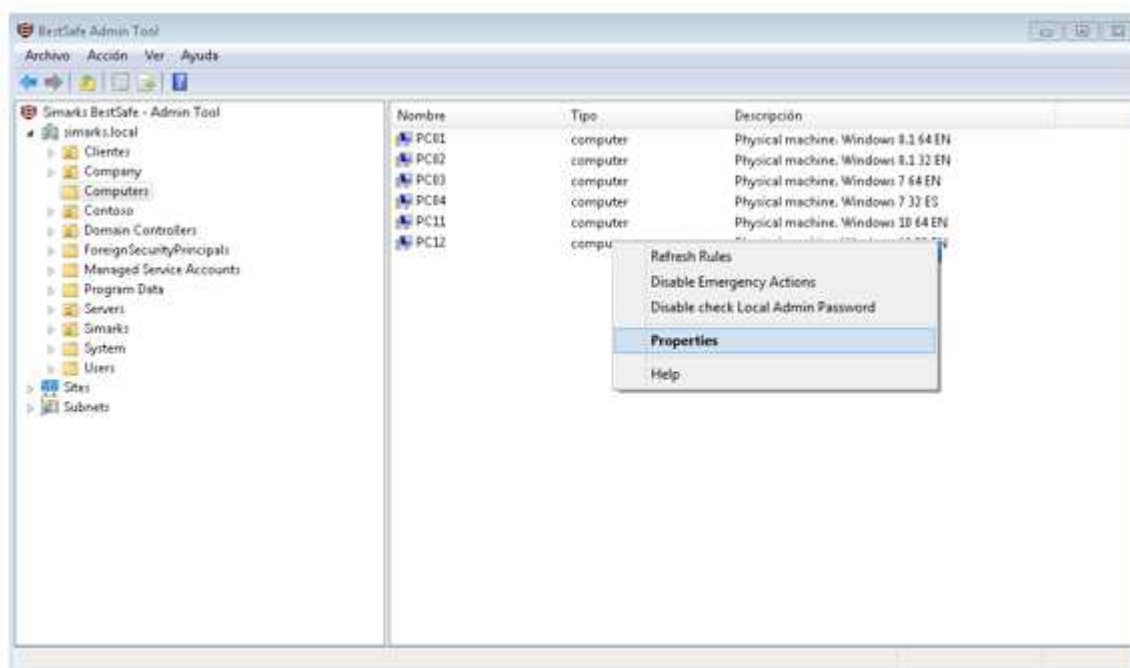 BestSafe Admin Tool
Archivo Acción Ver Ayuda
Simarks BestSafe - Admin Tool
simarks.local
Clientes
Company
Computers
Contoso
Domain Controllers
ForeignSecurityPrincipals
Managed Service Accounts
Program Data
Servers
Simarks
System
Users
Sites
Subnets
Nombre Tipo Descripción
PC01 computer Physical machine. Windows 8.1 64 EN
PC02 computer Physical machine. Windows 8.1 32 EN
PC03 computer Physical machine. Windows 7 64 EN
PC04 computer Physical machine. Windows 7 32 ES
PC11 computer Physical machine. Windows 10 64 EN
PC12 compu
Refresh Rules
Disable Emergency Actions
Disable check Local Admin Password
Properties
Help